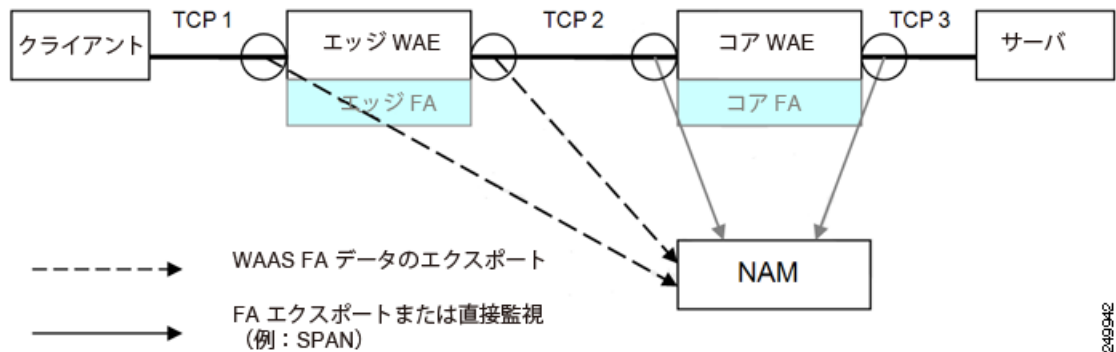 TCP 1
TCP 2
TCP 3
クライアント
エッジ WAE
コア WAE
サーバ
エッジ FA
コア FA
NAM
WAAS FA データのエクスポート
FA エクスポートまたは直接監視
（例：SPAN）
249942